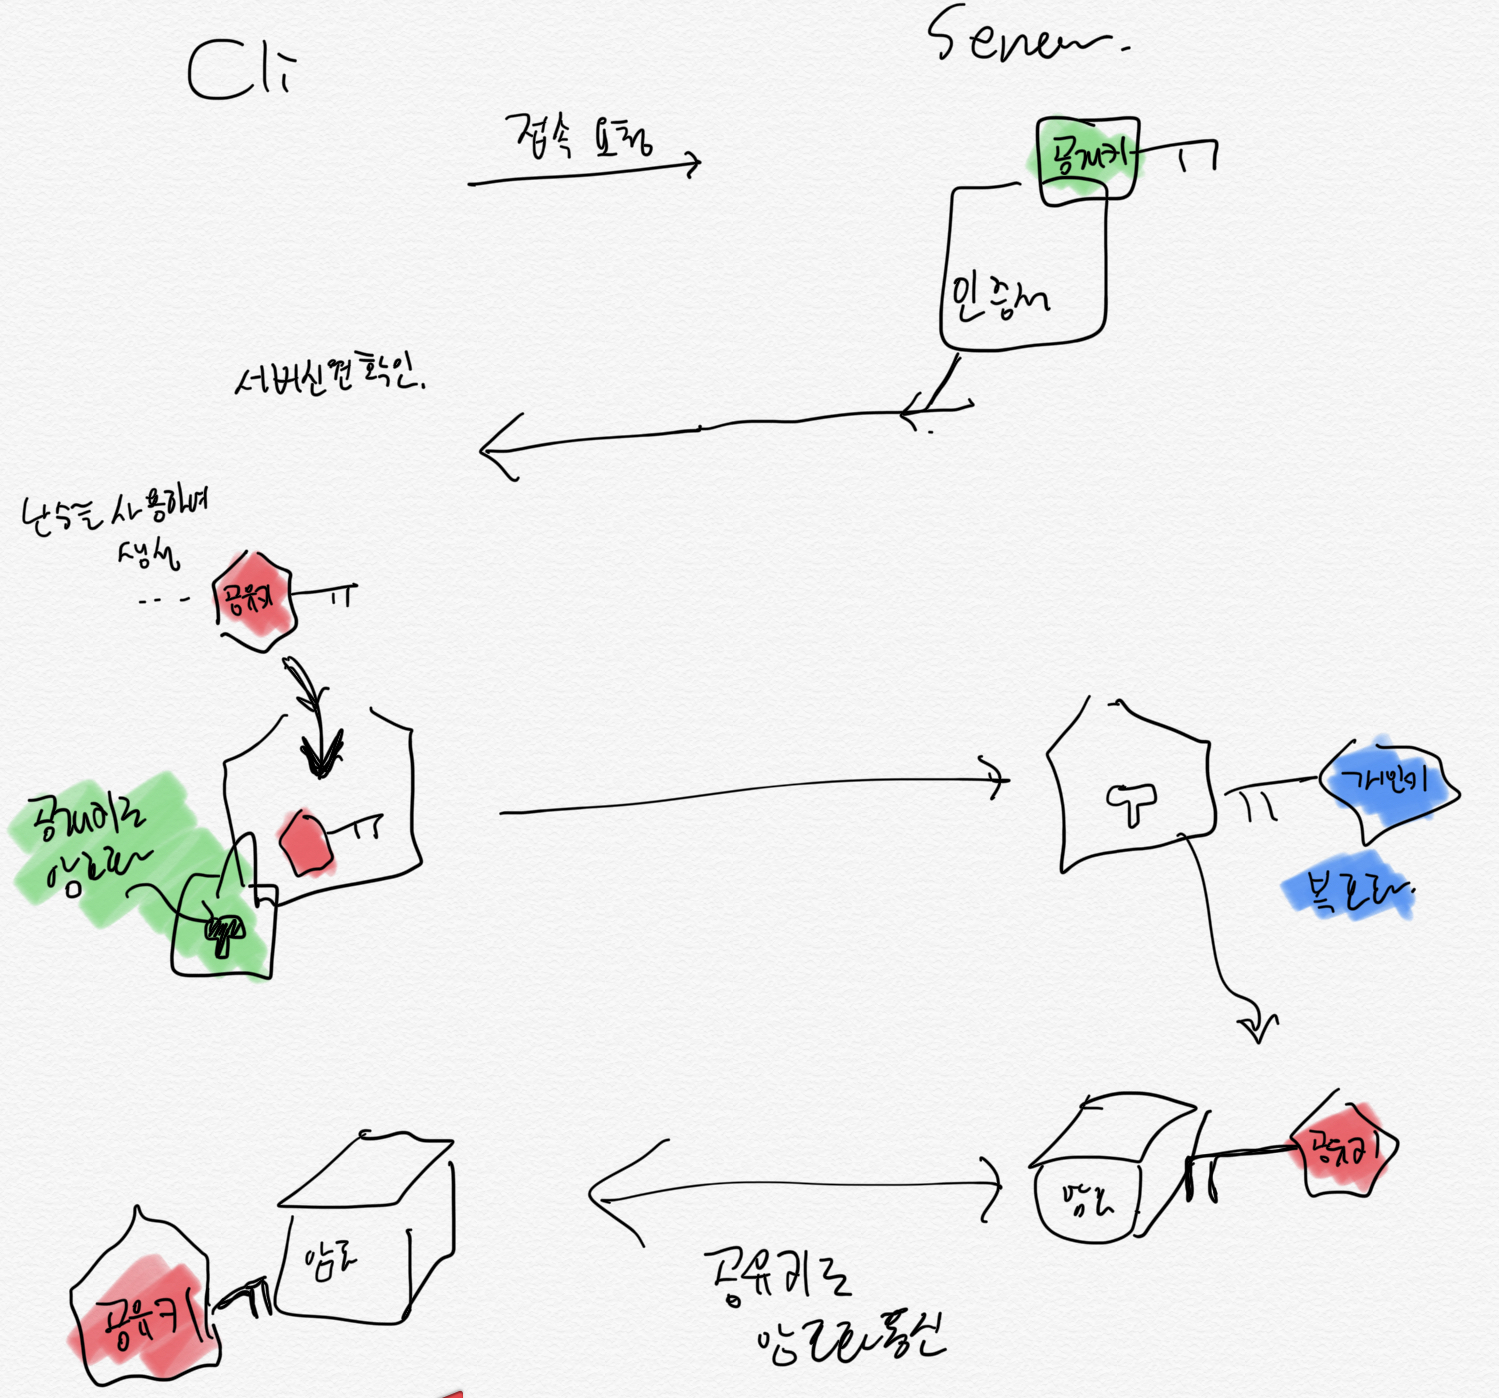 Cli
Server.
접속 요청
공개키
인증서
서버신원 확인.
난수를 사용하여
생성
공유키
공개키로
암호화
개인키
복호화.
공유키
암호
암호
공유키
공유키로
암호화 통신